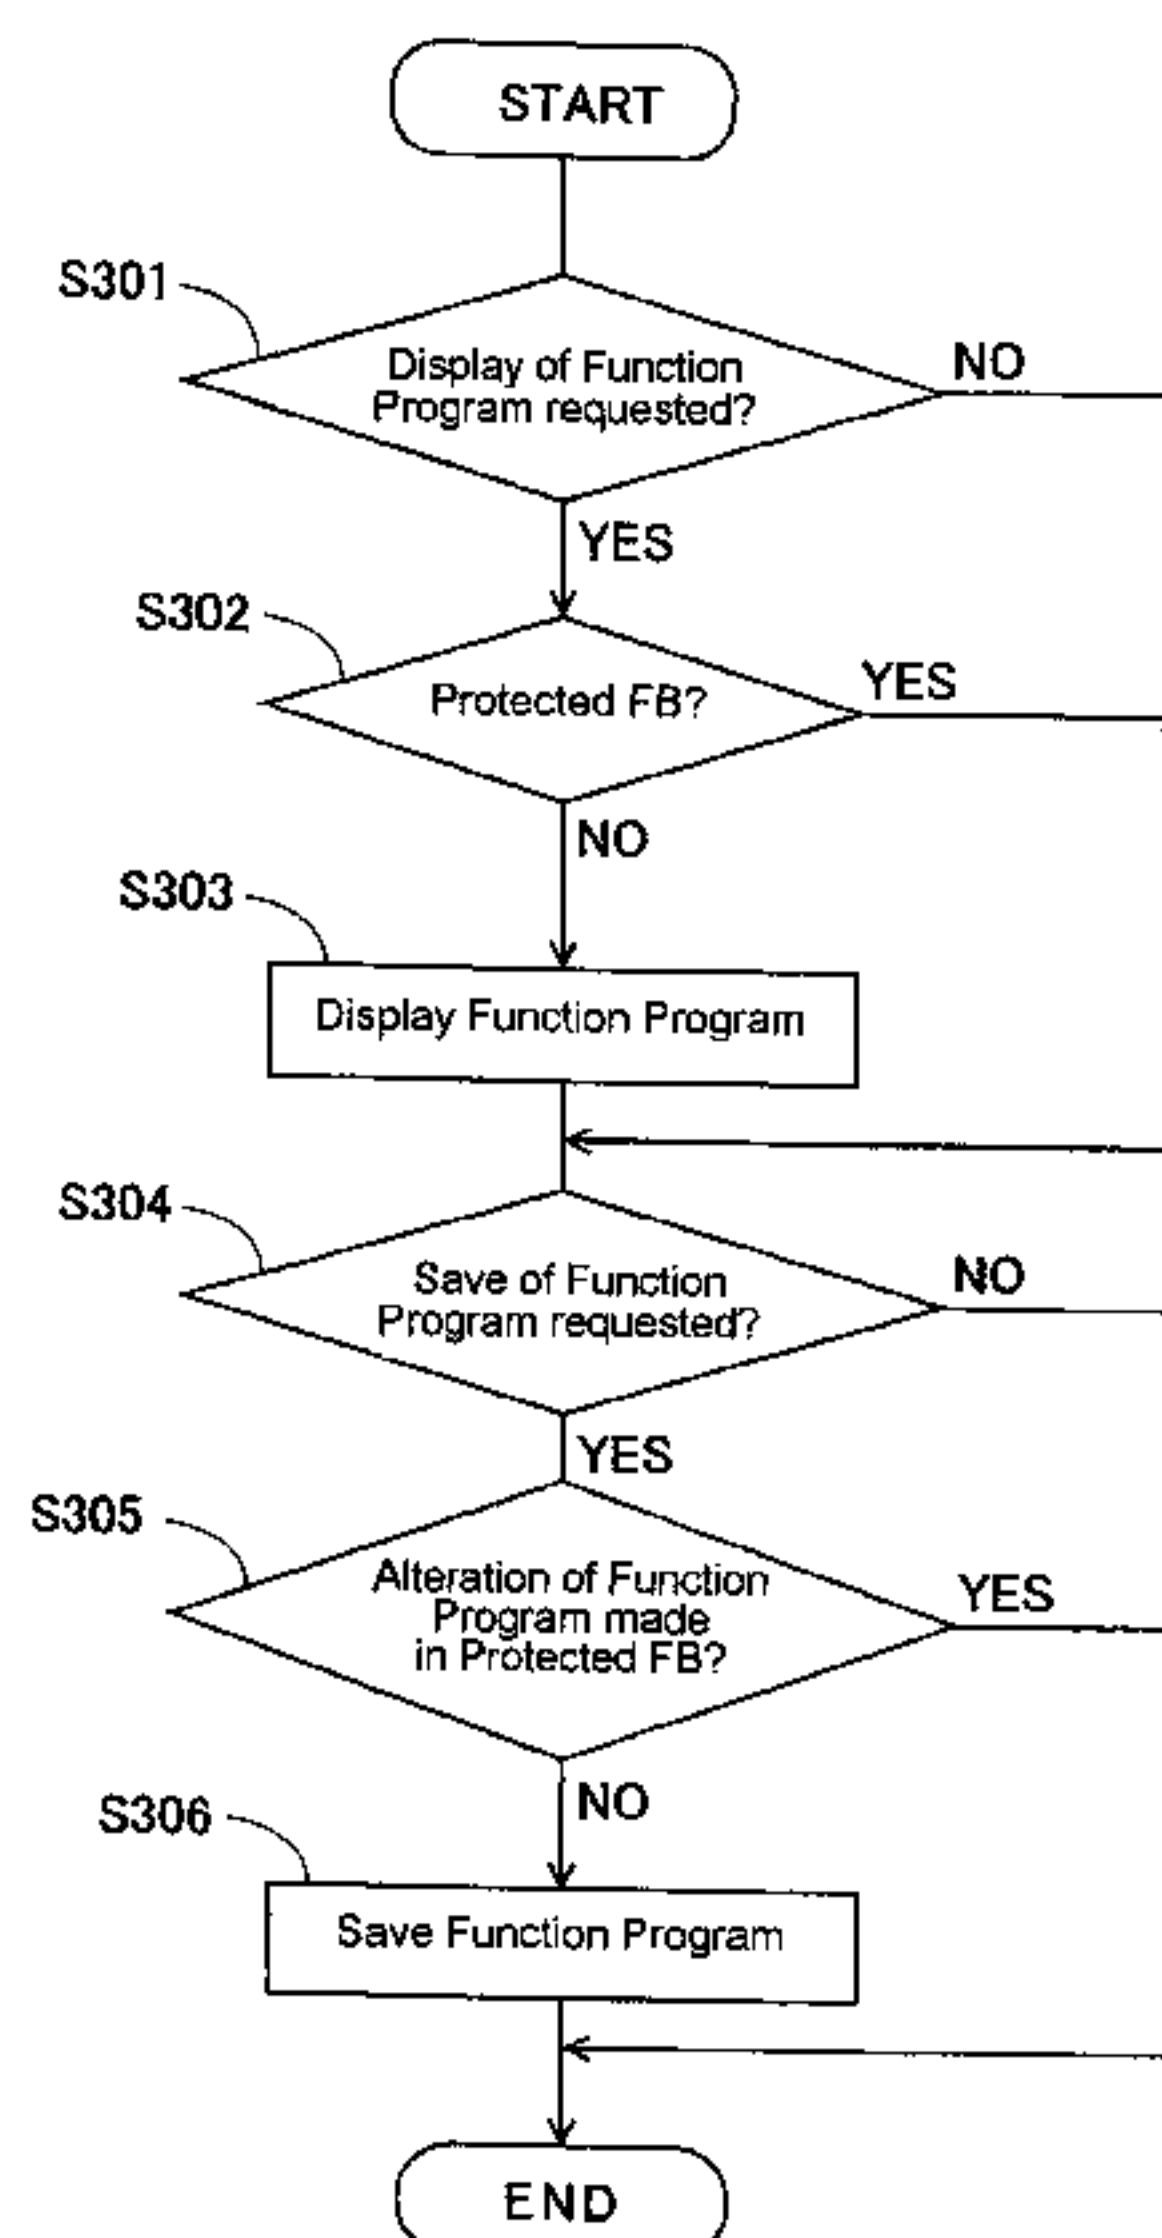 START
S301
Display of Function
Program requested?
NO
YES
S302
Protected FB?
YES
NO
S303
Display Function Program
S304
Save of Function
Program requested?
NO
YES
S305
Alteration of Function
Program made
in Protected FB?
YES
NO
S306
Save Function Program
END